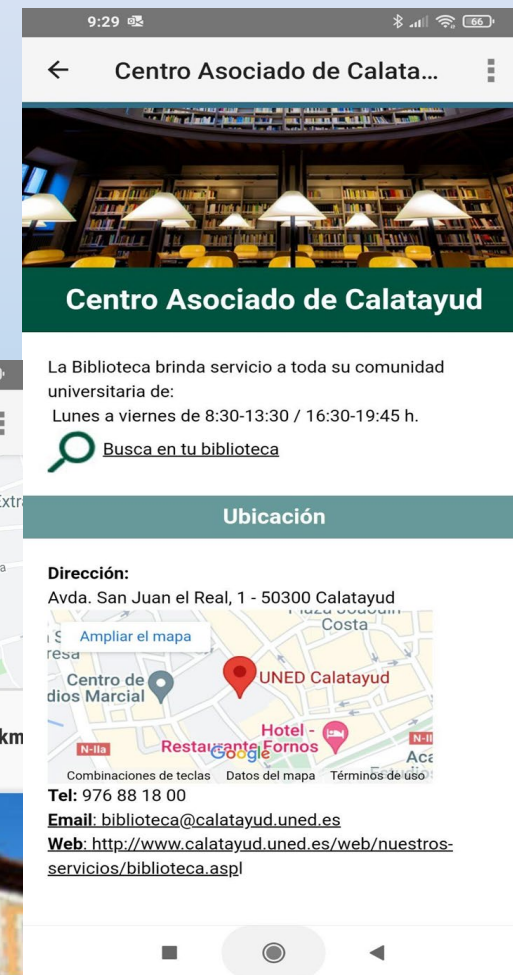 9:29
66
Centro Asociado de Calata...
Centro Asociado de Calatayud
La Biblioteca brinda servicio a toda su comunidad
universitaria de:
Lunes a viernes de 8:30-13:30 / 16:30-19:45 h.
Busca en tu biblioteca
Ubicación
Dirección:
Avda. San Juan el Real, 1 - 50300 Calatayud
Costa
Ampliar el mapa
Centro de
dios Marcial
UNED Calatayud
Hotel -
Restaurante Fornos
N-IIa
N-II
Aca
Google
Combinaciones de teclas Datos del mapa Términos de uso
Tel: 976 88 18 00
Email: biblioteca@calatayud.uned.es
Web: http://www.calatayud.uned.es/web/nuestros-
servicios/biblioteca.aspl
Extr
a
km